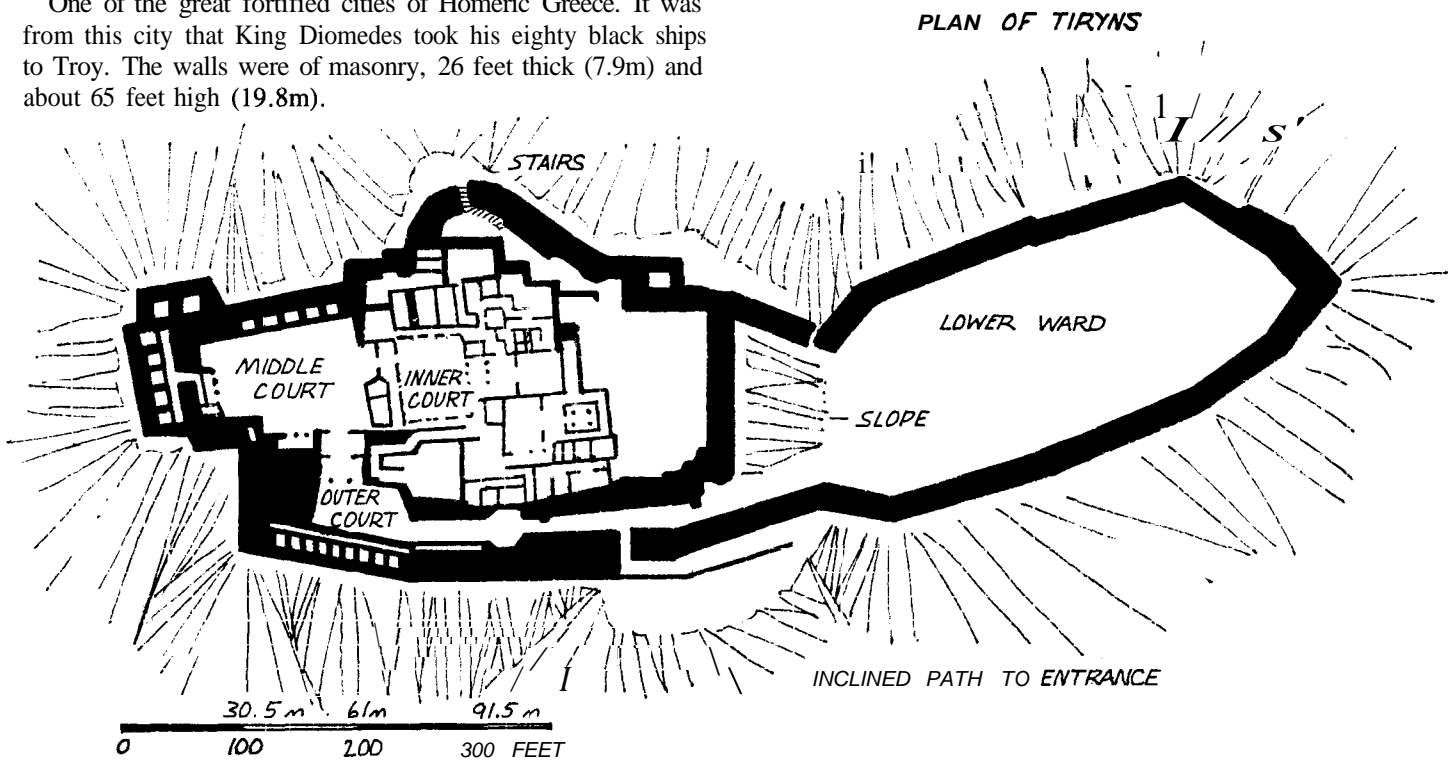 One of the great fortified cities of Homeric Greece. It was
from this city that King Diomedes took his eighty black ships
to Troy. The walls were of masonry, 26 feet thick (7.9m) and
about 65 feet high (19.8m).
PLAN OF TIRYNS
STAIRS
MIDDLE
COURT
INNER
COURT
OUTER
COURT
LOWER WARD
SLOPE
INCLINED PATH TO ENTRANCE
30.5 m 61m 91.5 m
0 100 200 300 FEET